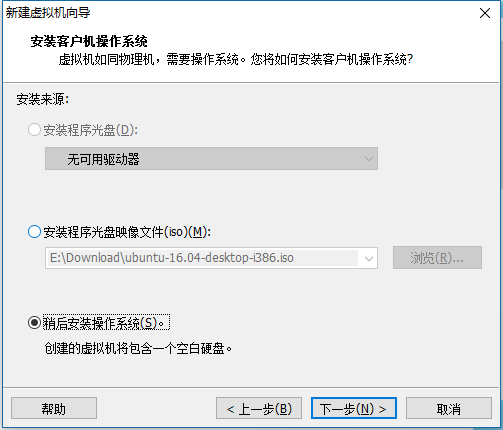 新建虚拟机向导
安装客户机操作系统
虚拟机如同物理机，需要操作系统。您将如何安装客户机操作系统?
安装来源:
安装程序光盘(D):
无可用驱动器
安装程序光盘映像文件(iso)(M):
E:\Download\ubuntu-16.04-desktop-i386.iso
浏览(R)...
稍后安装操作系统(S)。
创建的虚拟机将包含一个空白硬盘。
帮助
< 上一步(B)
下一步(N) >
取消